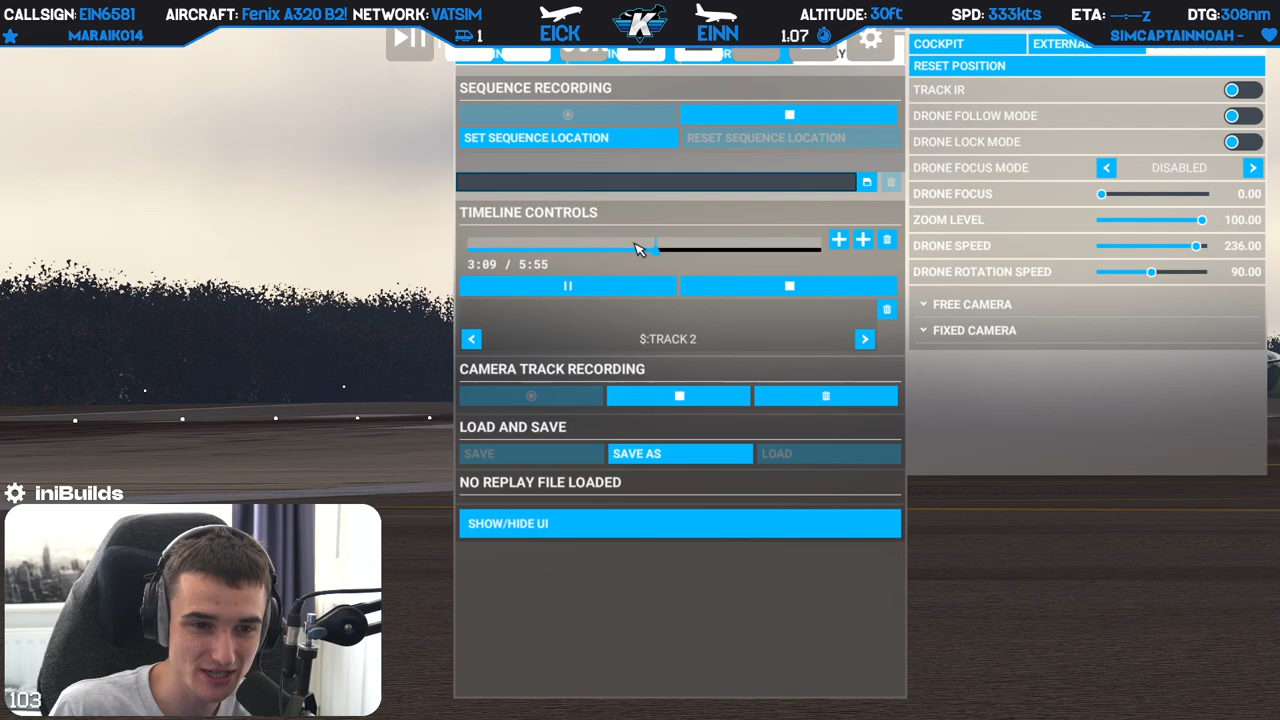 CALLSIGN: EIN6581
AIRCRAFT: Fenix A320 B2!
NETWORK: VATSIM
ALTITUDE: 30ft
SPD: 333kts
ETA: --:--z
DTG: 308nm
MARAIKO14
1
EICK
K
EINN
1:07
SIMCAPTAINNOAH -
SEQUENCE RECORDING
SET SEQUENCE LOCATION
RESET SEQUENCE LOCATION
TIMELINE CONTROLS
3:09 / 5:55
$:TRACK 2
CAMERA TRACK RECORDING
LOAD AND SAVE
SAVE
SAVE AS
LOAD
NO REPLAY FILE LOADED
SHOW/HIDE UI
COCKPIT
EXTERNAL
RESET POSITION
TRACK IR
DRONE FOLLOW MODE
DRONE LOCK MODE
DRONE FOCUS MODE
DISABLED
DRONE FOCUS
0.00
ZOOM LEVEL
100.00
DRONE SPEED
236.00
DRONE ROTATION SPEED
90.00
FREE CAMERA
FIXED CAMERA
iniBuilds
103